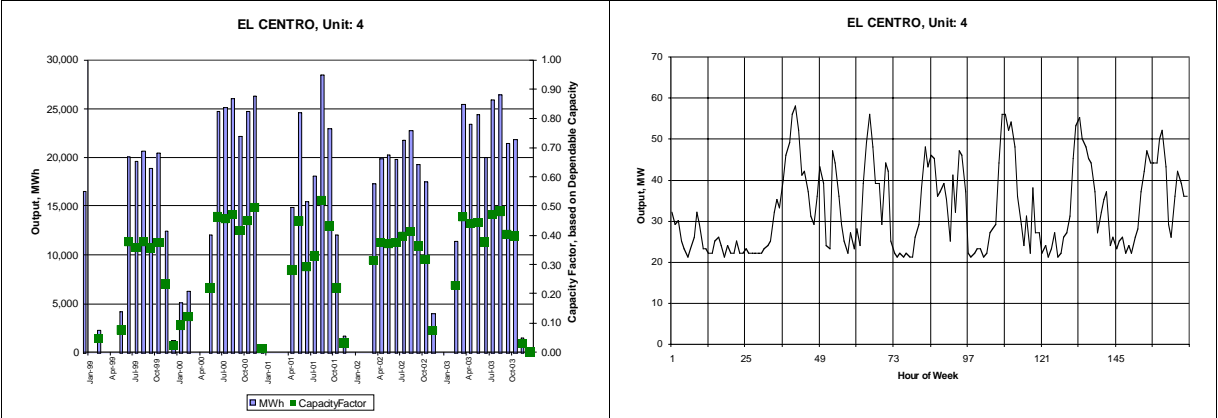 EL CENTRO, Unit: 4
30,000
25,000
20,000
15,000
10,000
5,000
0
Output, MWh
1.00
0.90
0.80
0.70
0.60
0.50
0.40
0.30
0.20
0.10
0.00
Capacity Factor, based on Dependable Capacity
Jan-99
Apr-99
Jul-99
Oct-99
Jan-00
Apr-00
Jul-00
Oct-00
Jan-01
Apr-01
Jul-01
Oct-01
Jan-02
Apr-02
Jul-02
Oct-02
Jan-03
Apr-03
Jul-03
Oct-03
MWh CapacityFactor
EL CENTRO, Unit: 4
70
60
50
40
30
20
10
0
Output, MW
1 25 49 73 97 121 145
Hour of Week